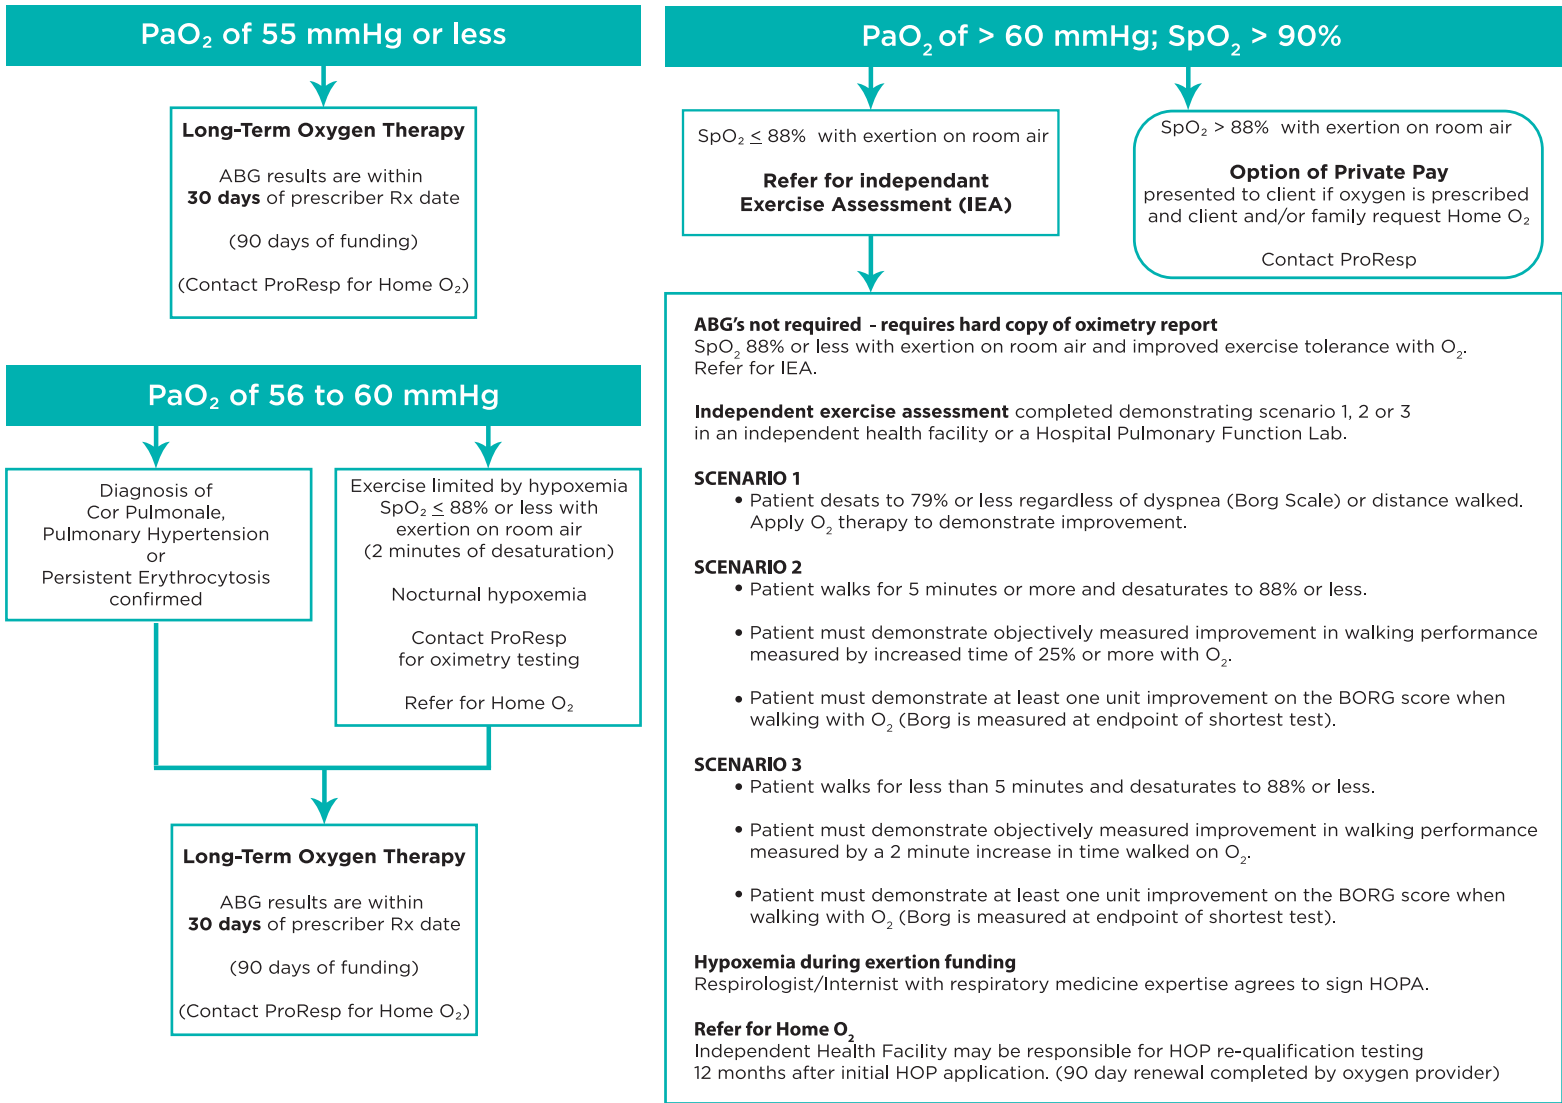 PaO₂ of 55 mmHg or less
Long-Term Oxygen Therapy
ABG results are within
30 days of prescriber Rx date
(90 days of funding)
(Contact ProResp for Home O₂)
PaO₂ of 56 to 60 mmHg
Diagnosis of
Cor Pulmonale,
Pulmonary Hypertension
or
Persistent Erythrocytosis
confirmed
Exercise limited by hypoxemia
SpO₂ ≤ 88% or less with
exertion on room air
(2 minutes of desaturation)
Nocturnal hypoxemia
Contact ProResp
for oximetry testing
Refer for Home O₂
Long-Term Oxygen Therapy
ABG results are within
30 days of prescriber Rx date
(90 days of funding)
(Contact ProResp for Home O₂)
PaO₂ of > 60 mmHg; SpO₂ > 90%
SpO₂ ≤ 88% with exertion on room air
Refer for independant
Exercise Assessment (IEA)
SpO₂ > 88% with exertion on room air
Option of Private Pay
presented to client if oxygen is prescribed
and client and/or family request Home O₂
Contact ProResp
ABG's not required - requires hard copy of oximetry report
SpO₂ 88% or less with exertion on room air and improved exercise tolerance with O₂.
Refer for IEA.
Independent exercise assessment completed demonstrating scenario 1, 2 or 3
in an independent health facility or a Hospital Pulmonary Function Lab.
SCENARIO 1
• Patient desats to 79% or less regardless of dyspnea (Borg Scale) or distance walked.
Apply O₂ therapy to demonstrate improvement.
SCENARIO 2
• Patient walks for 5 minutes or more and desaturates to 88% or less.
• Patient must demonstrate objectively measured improvement in walking performance
measured by increased time of 25% or more with O₂.
• Patient must demonstrate at least one unit improvement on the BORG score when
walking with O₂ (Borg is measured at endpoint of shortest test).
SCENARIO 3
• Patient walks for less than 5 minutes and desaturates to 88% or less.
• Patient must demonstrate objectively measured improvement in walking performance
measured by a 2 minute increase in time walked on O₂.
• Patient must demonstrate at least one unit improvement on the BORG score when
walking with O₂ (Borg is measured at endpoint of shortest test).
Hypoxemia during exertion funding
Respirologist/Internist with respiratory medicine expertise agrees to sign HOPA.
Refer for Home O₂
Independent Health Facility may be responsible for HOP re-qualification testing
12 months after initial HOP application. (90 day renewal completed by oxygen provider)